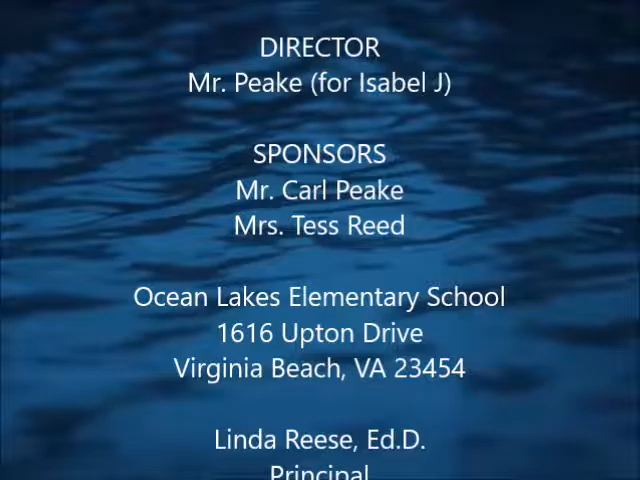 DIRECTOR
Mr. Peake (for Isabel J)
SPONSORS
Mr. Carl Peake
Mrs. Tess Reed
Ocean Lakes Elementary School
1616 Upton Drive
Virginia Beach, VA 23454
Linda Reese, Ed.D.
Principal